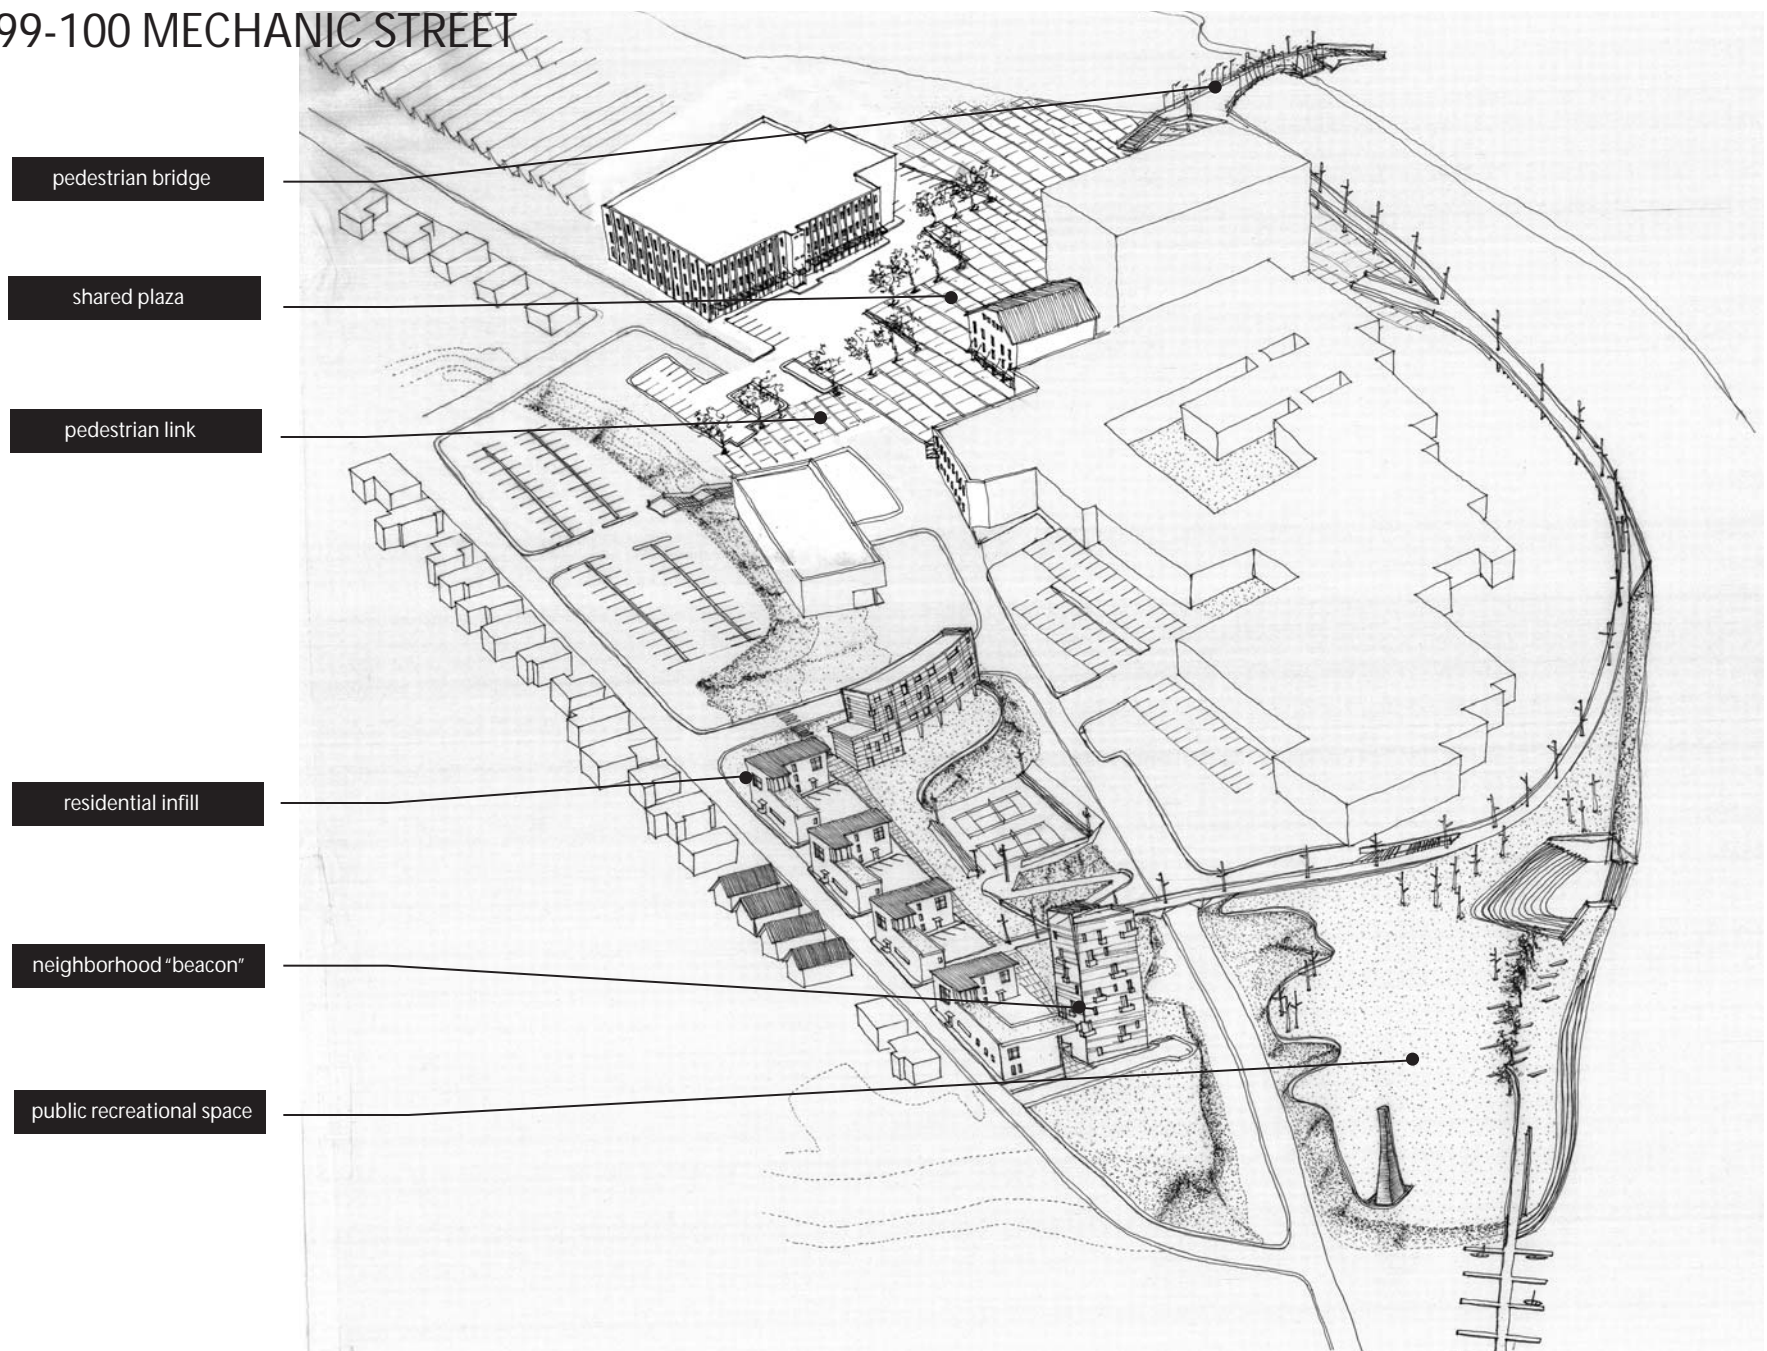 99-100 MECHANIC STREET
pedestrian bridge
shared plaza
pedestrian link
residential infill
neighborhood “beacon”
public recreational space